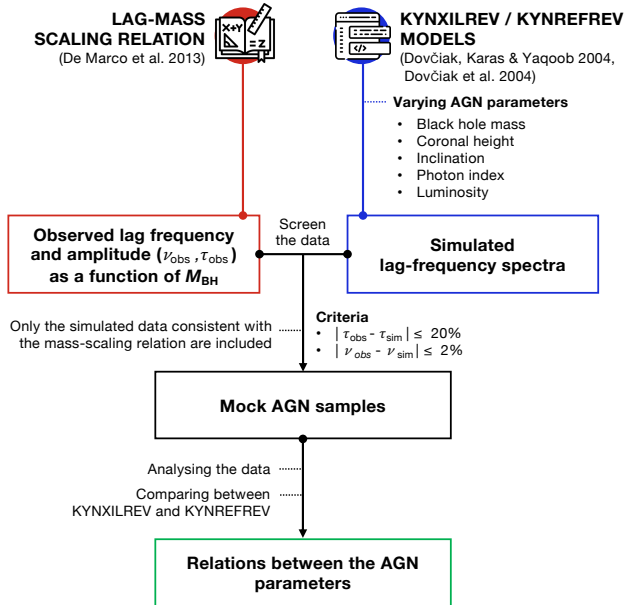 LAG-MASS
SCALING RELATION
(De Marco et al. 2013)
X+Y
=Z
KYNXILREV / KYNREFREV
MODELS
(Dovčiak, Karas & Yaqoob 2004,
Dovčiak et al. 2004)
</>
Varying AGN parameters
• Black hole mass
• Coronal height
• Inclination
• Photon index
• Luminosity
Observed lag frequency
and amplitude (νobs ,τobs)
as a function of MBH
Screen
the data
Simulated
lag-frequency spectra
Only the simulated data consistent with
the mass-scaling relation are included
Criteria
• | τobs - τsim | ≤ 20%
• | νobs - νsim | ≤ 2%
Mock AGN samples
Analysing the data
Comparing between
KYNXILREV and KYNREFREV
Relations between the AGN
parameters